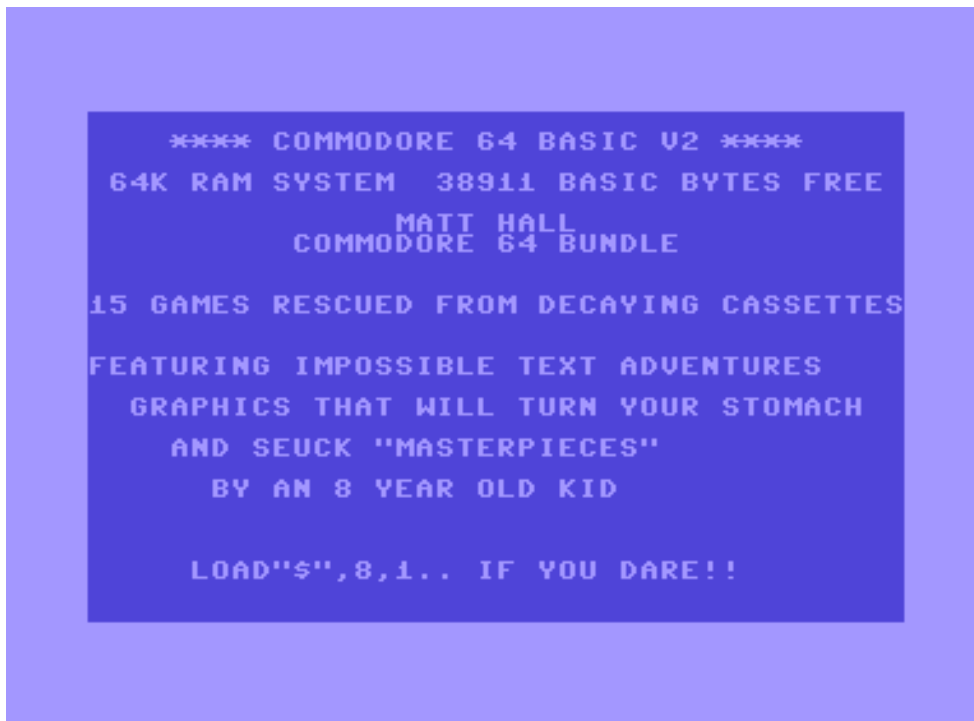 **** COMMODORE 64 BASIC V2 ****
64K RAM SYSTEM  38911 BASIC BYTES FREE
MATT HALL
COMMODORE 64 BUNDLE
15 GAMES RESCUED FROM DECAYING CASSETTES
FEATURING IMPOSSIBLE TEXT ADVENTURES
GRAPHICS THAT WILL TURN YOUR STOMACH
AND SEUCK "MASTERPIECES"
BY AN 8 YEAR OLD KID
LOAD"$",8,1.. IF YOU DARE!!